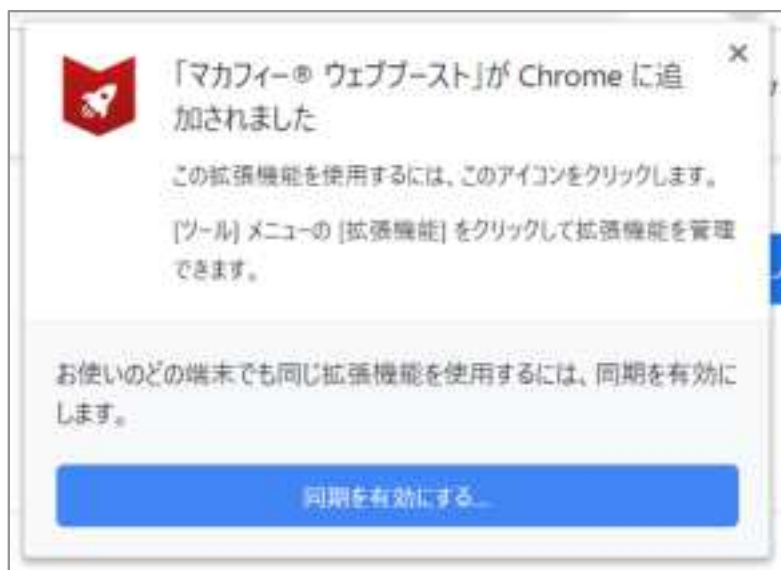 「マカフィー® ウェブブースト」が Chrome に追
加されました
この拡張機能を使用するには、このアイコンをクリックします。
[ツール] メニューの [拡張機能] をクリックして拡張機能を管理
できます。
お使いのどの端末でも同じ拡張機能を使用するには、同期を有効に
します。
同期を有効にする...